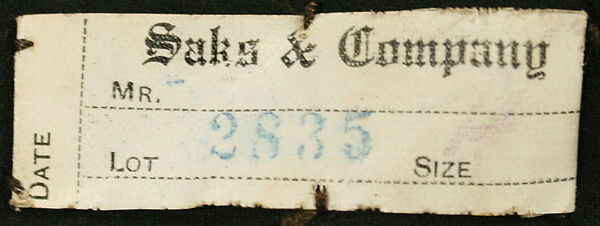 Saks & Company
MR.
2835
LOT SIZE
DATE